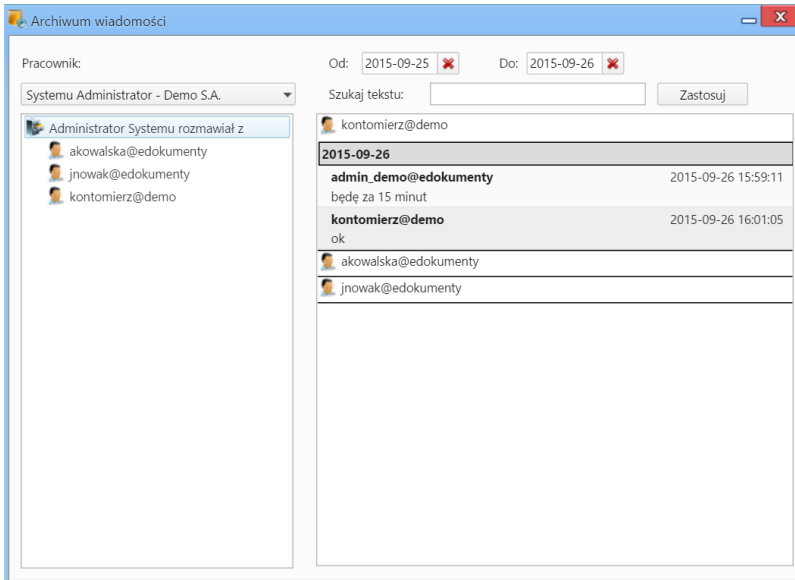 Archiwum wiadomości
Pracownik:
Od: 2015-09-25 Do: 2015-09-26
Systemu Administrator - Demo S.A.
Szukaj tekstu: Zastosuj
Administrator Systemu rozmawiał z
akowalska@edokumenty
jnowak@edokumenty
kontomierz@demo
kontomierz@demo
2015-09-26
admin_demo@edokumenty 2015-09-26 15:59:11
będę za 15 minut
kontomierz@demo 2015-09-26 16:01:05
ok
akowalska@edokumenty
jnowak@edokumenty